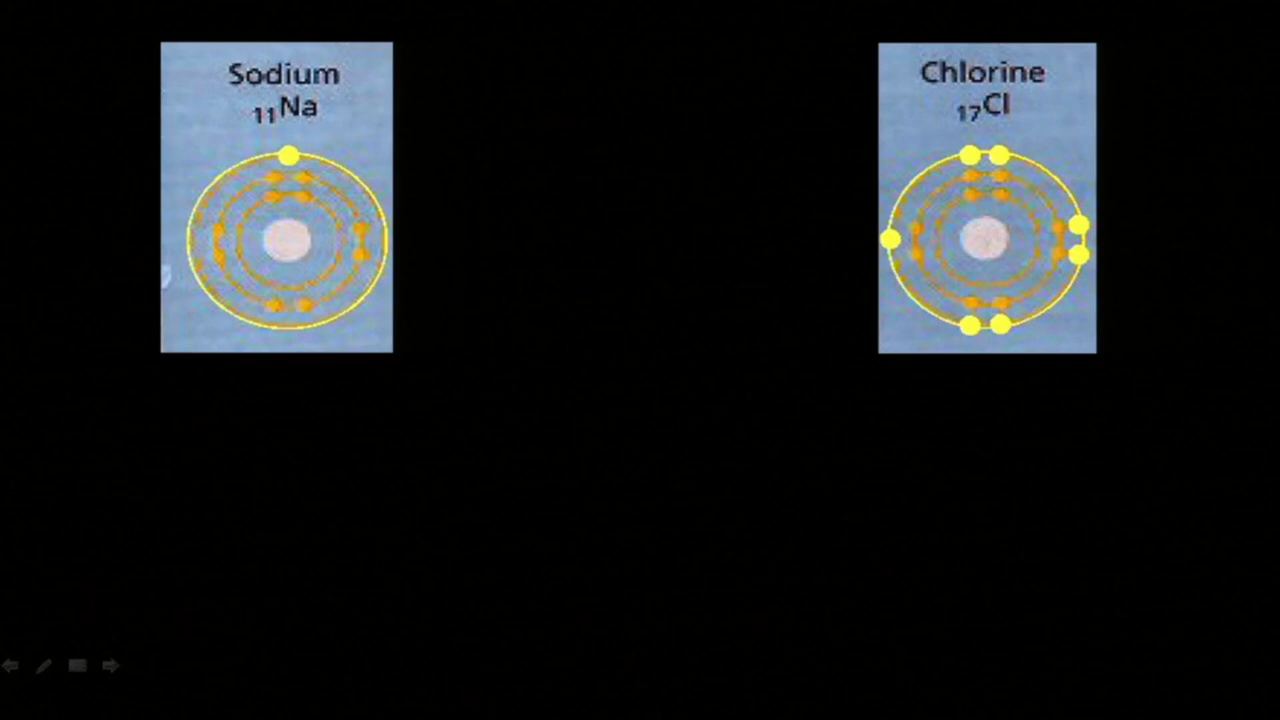 Sodium
₁₁Na
Chlorine
₁₇Cl